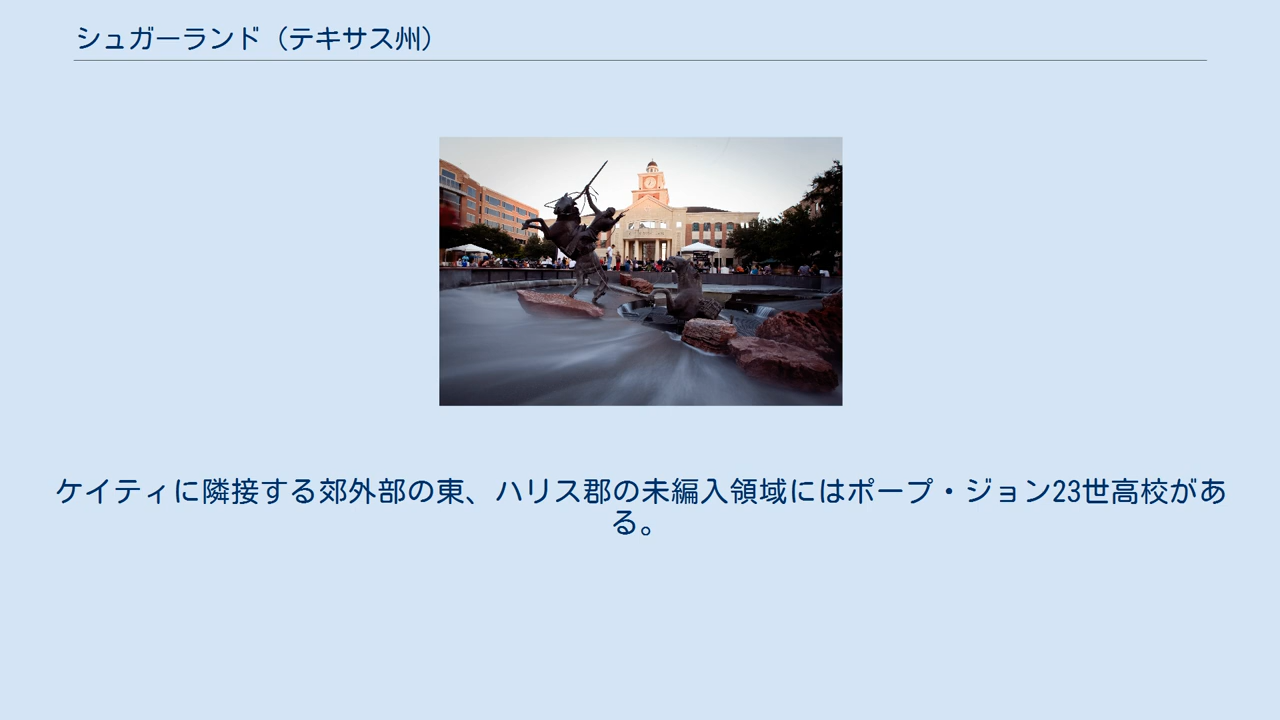 シュガーランド（テキサス州）
ケイティに隣接する郊外部の東、ハリス郡の未編入領域にはポープ・ジョン23世高校があ
る。